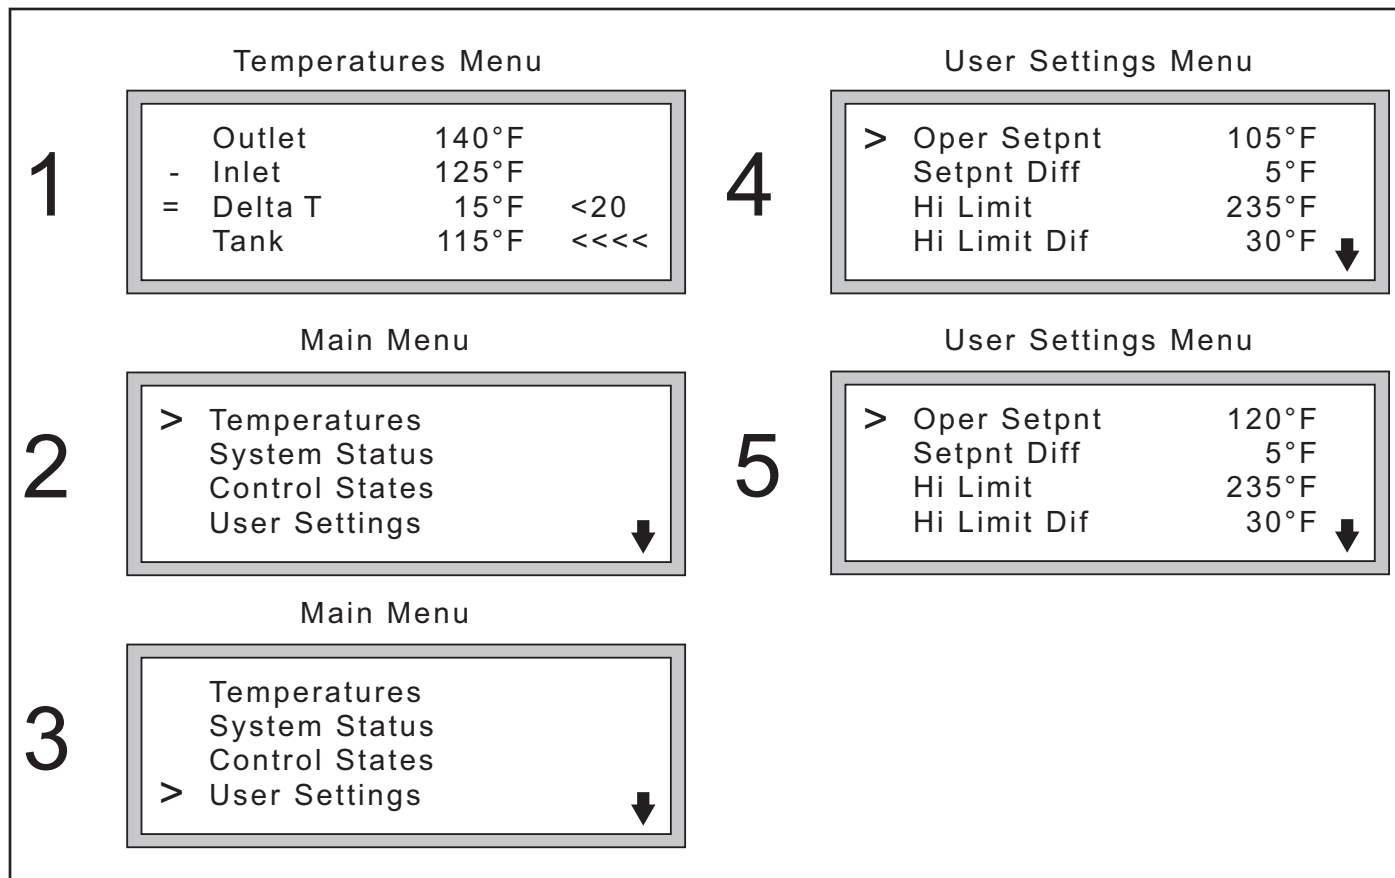 Temperatures Menu
1
Outlet 140°F
- Inlet 125°F
= Delta T 15°F <20
Tank 115°F <<<<
Main Menu
2
> Temperatures
System Status
Control States
User Settings
Main Menu
3
Temperatures
System Status
Control States
> User Settings
User Settings Menu
4
> Oper Setpnt 105°F
Setpnt Diff 5°F
Hi Limit 235°F
Hi Limit Dif 30°F
User Settings Menu
5
> Oper Setpnt 120°F
Setpnt Diff 5°F
Hi Limit 235°F
Hi Limit Dif 30°F